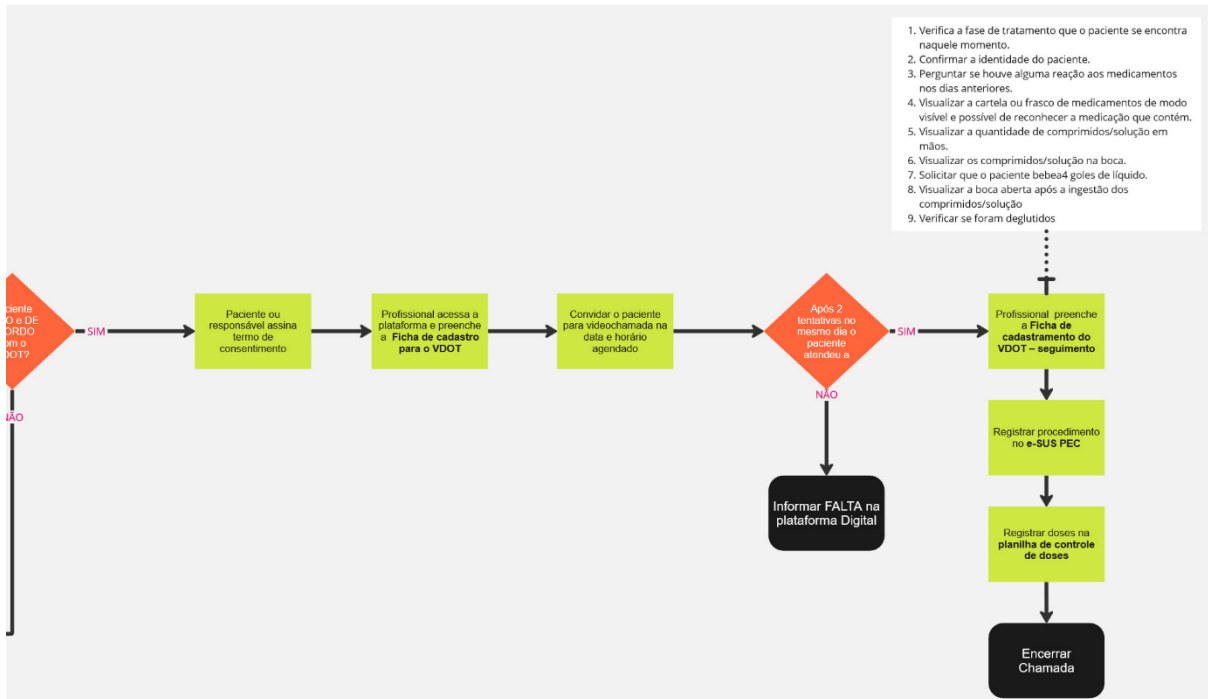 1. Verifica a fase de tratamento que o paciente se encontra
naquele momento.
2. Confirmar a identidade do paciente.
3. Perguntar se houve alguma reação aos medicamentos
nos dias anteriores.
4. Visualizar a cartela ou frasco de medicamentos de modo
visível e possível de reconhecer a medicação que contém.
5. Visualizar a quantidade de comprimidos/solução em
mãos.
6. Visualizar os comprimidos/solução na boca.
7. Solicitar que o paciente bebea4 goles de líquido.
8. Visualizar a boca aberta após a ingestão dos
comprimidos/solução
9. Verificar se foram deglutidos
ciente
O e DE
ORDO
om o
DOT?
SIM
NÃO
Paciente ou
responsável assina
termo de
consentimento
Profissional acessa a
plataforma e preenche
a Ficha de cadastro
para o VDOT
Convidar o paciente
para videochamada na
data e horário
agendado
Após 2
tentativas no
mesmo dia o
paciente
atendeu a
SIM
NÃO
Informar FALTA na
plataforma Digital
Profissional preenche
a Ficha de
cadastramento do
VDOT – seguimento
Registrar procedimento
no e-SUS PEC
Registrar doses na
planilha de controle
de doses
Encerrar
Chamada